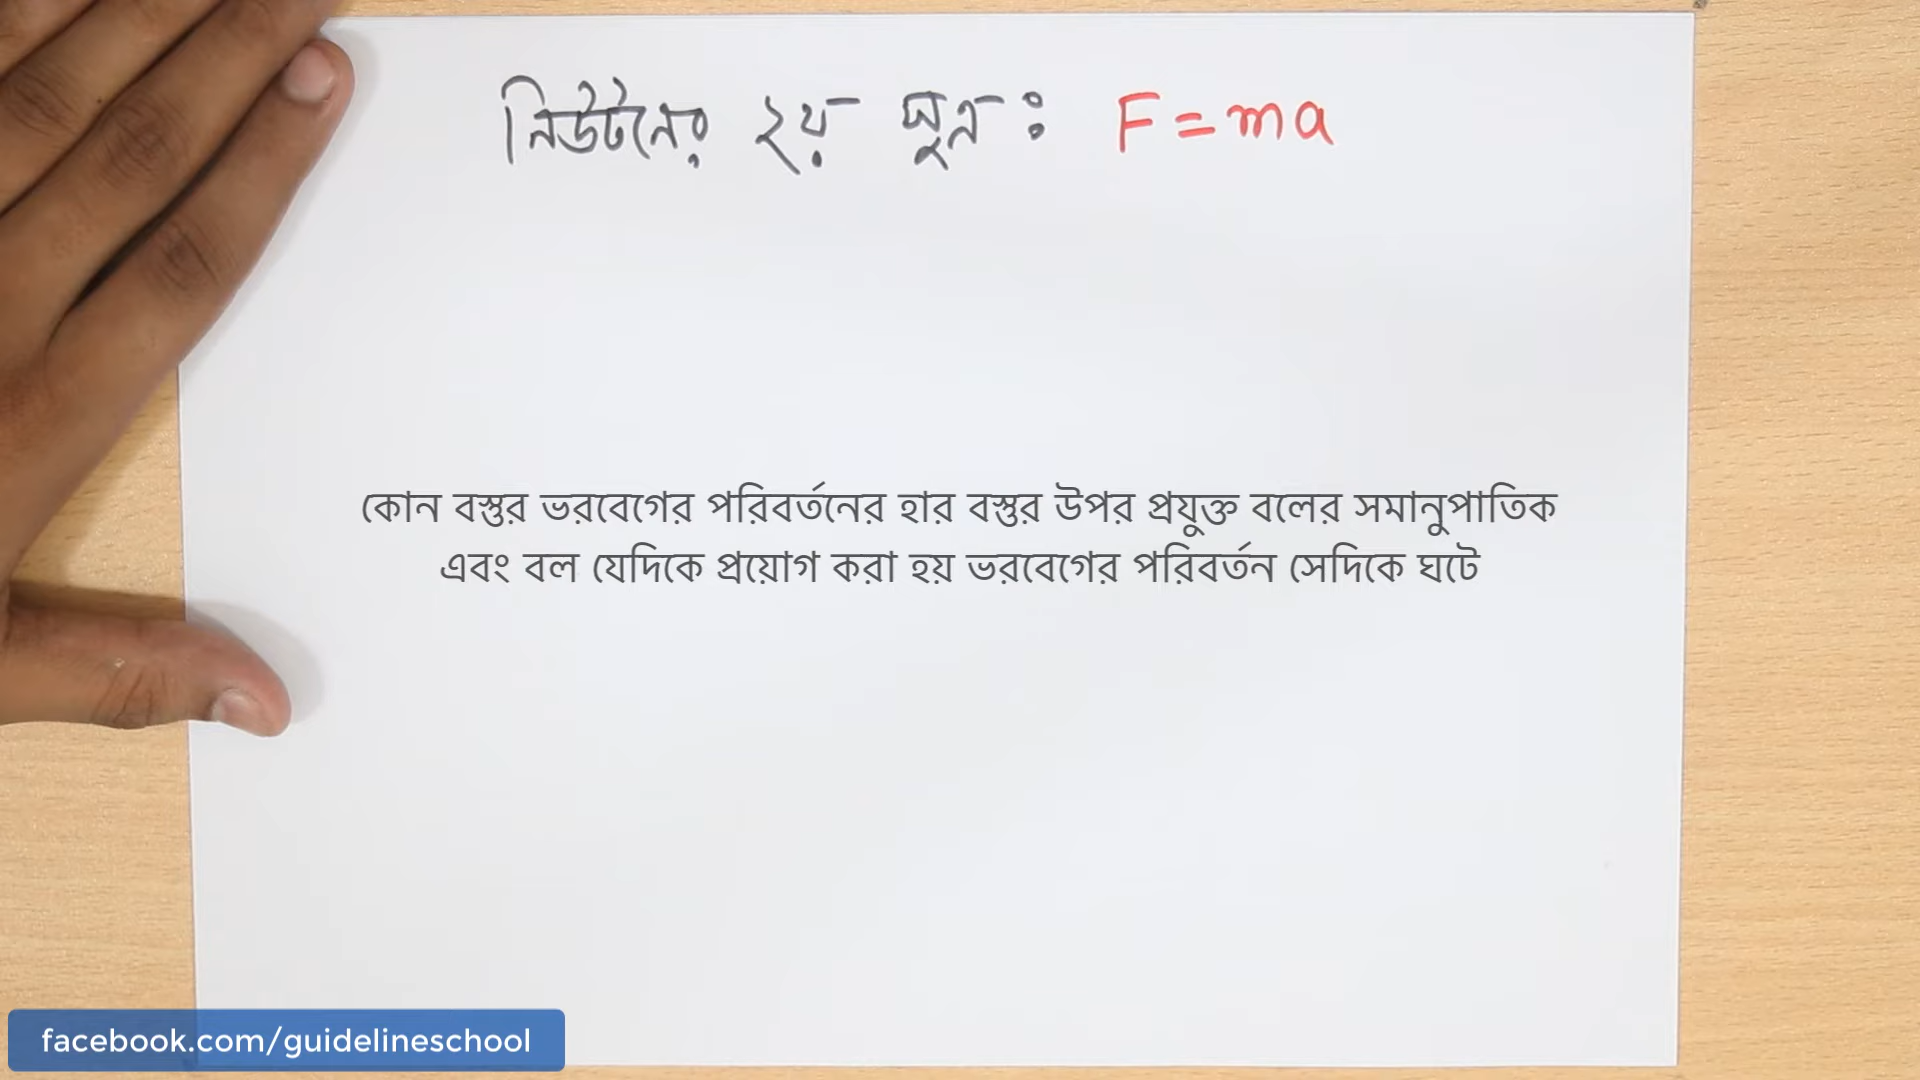 নিউটনের ২য় সূত্র : F = ma
কোন বস্তুর ভরবেগের পরিবর্তনের হার বস্তুর উপর প্রযুক্ত বলের সমানুপাতিক
এবং বল যেদিকে প্রয়োগ করা হয় ভরবেগের পরিবর্তন সেদিকে ঘটে
facebook.com/guidelineschool